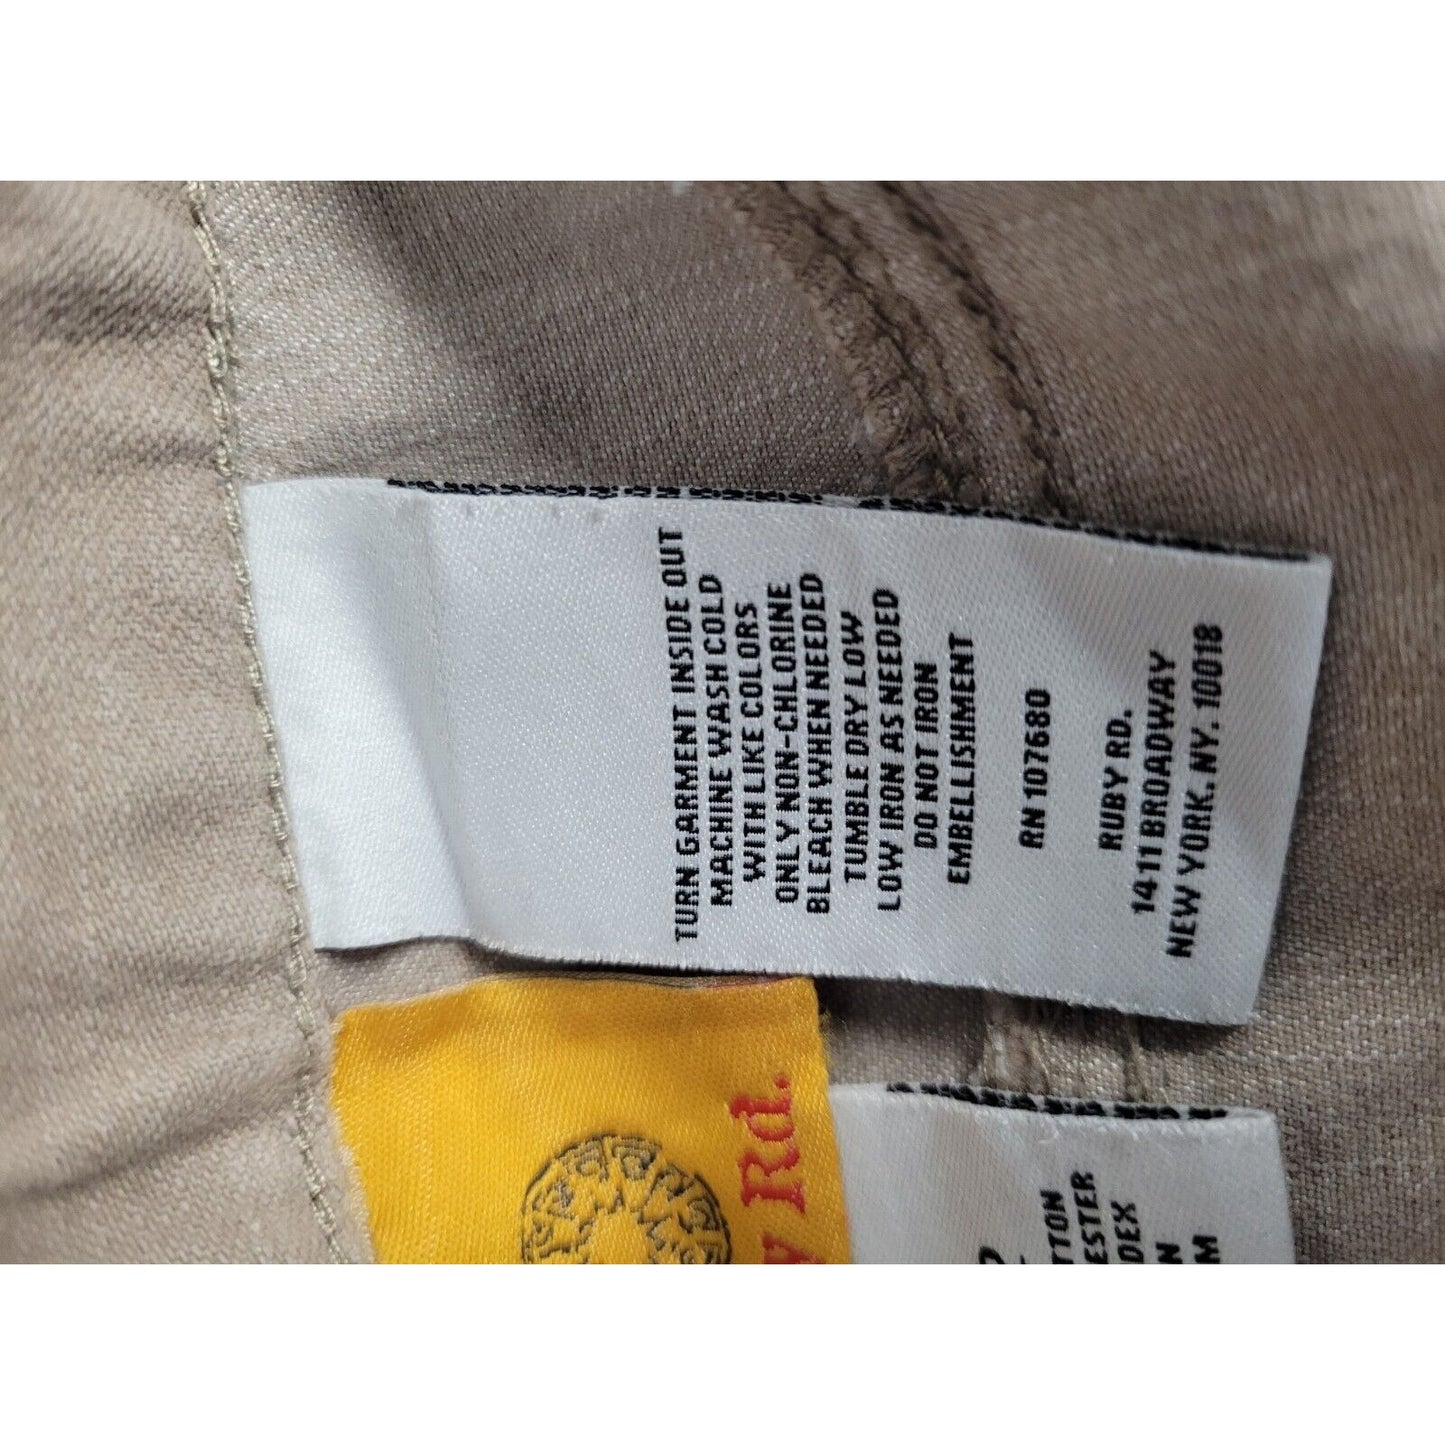 TURN GARMENT INSIDE OUT
MACHINE WASH COLD
WITH LIKE COLORS
ONLY NON-CHLORINE
BLEACH WHEN NEEDED
TUMBLE DRY LOW
LOW IRON AS NEEDED
DO NOT IRON
EMBELLISHMENT
RN 107680
RUBY RD.
1411 BROADWAY
NEW YORK. NY. 10018
y Rd.